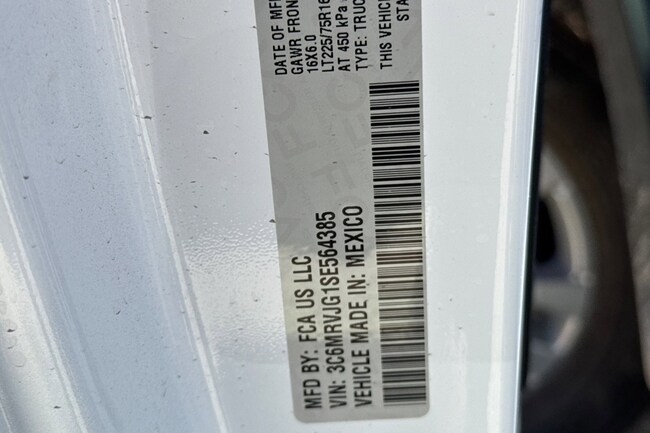 MFD BY: FCA US LLC
DATE OF MFR
VIN: 3C6MRVJG1SE564385
GAWR FRON
16X6.0
VEHICLE MADE IN: MEXICO
LT225/75R16
AT 450 kPa
TYPE: TRUC
THIS VEHIC
STA